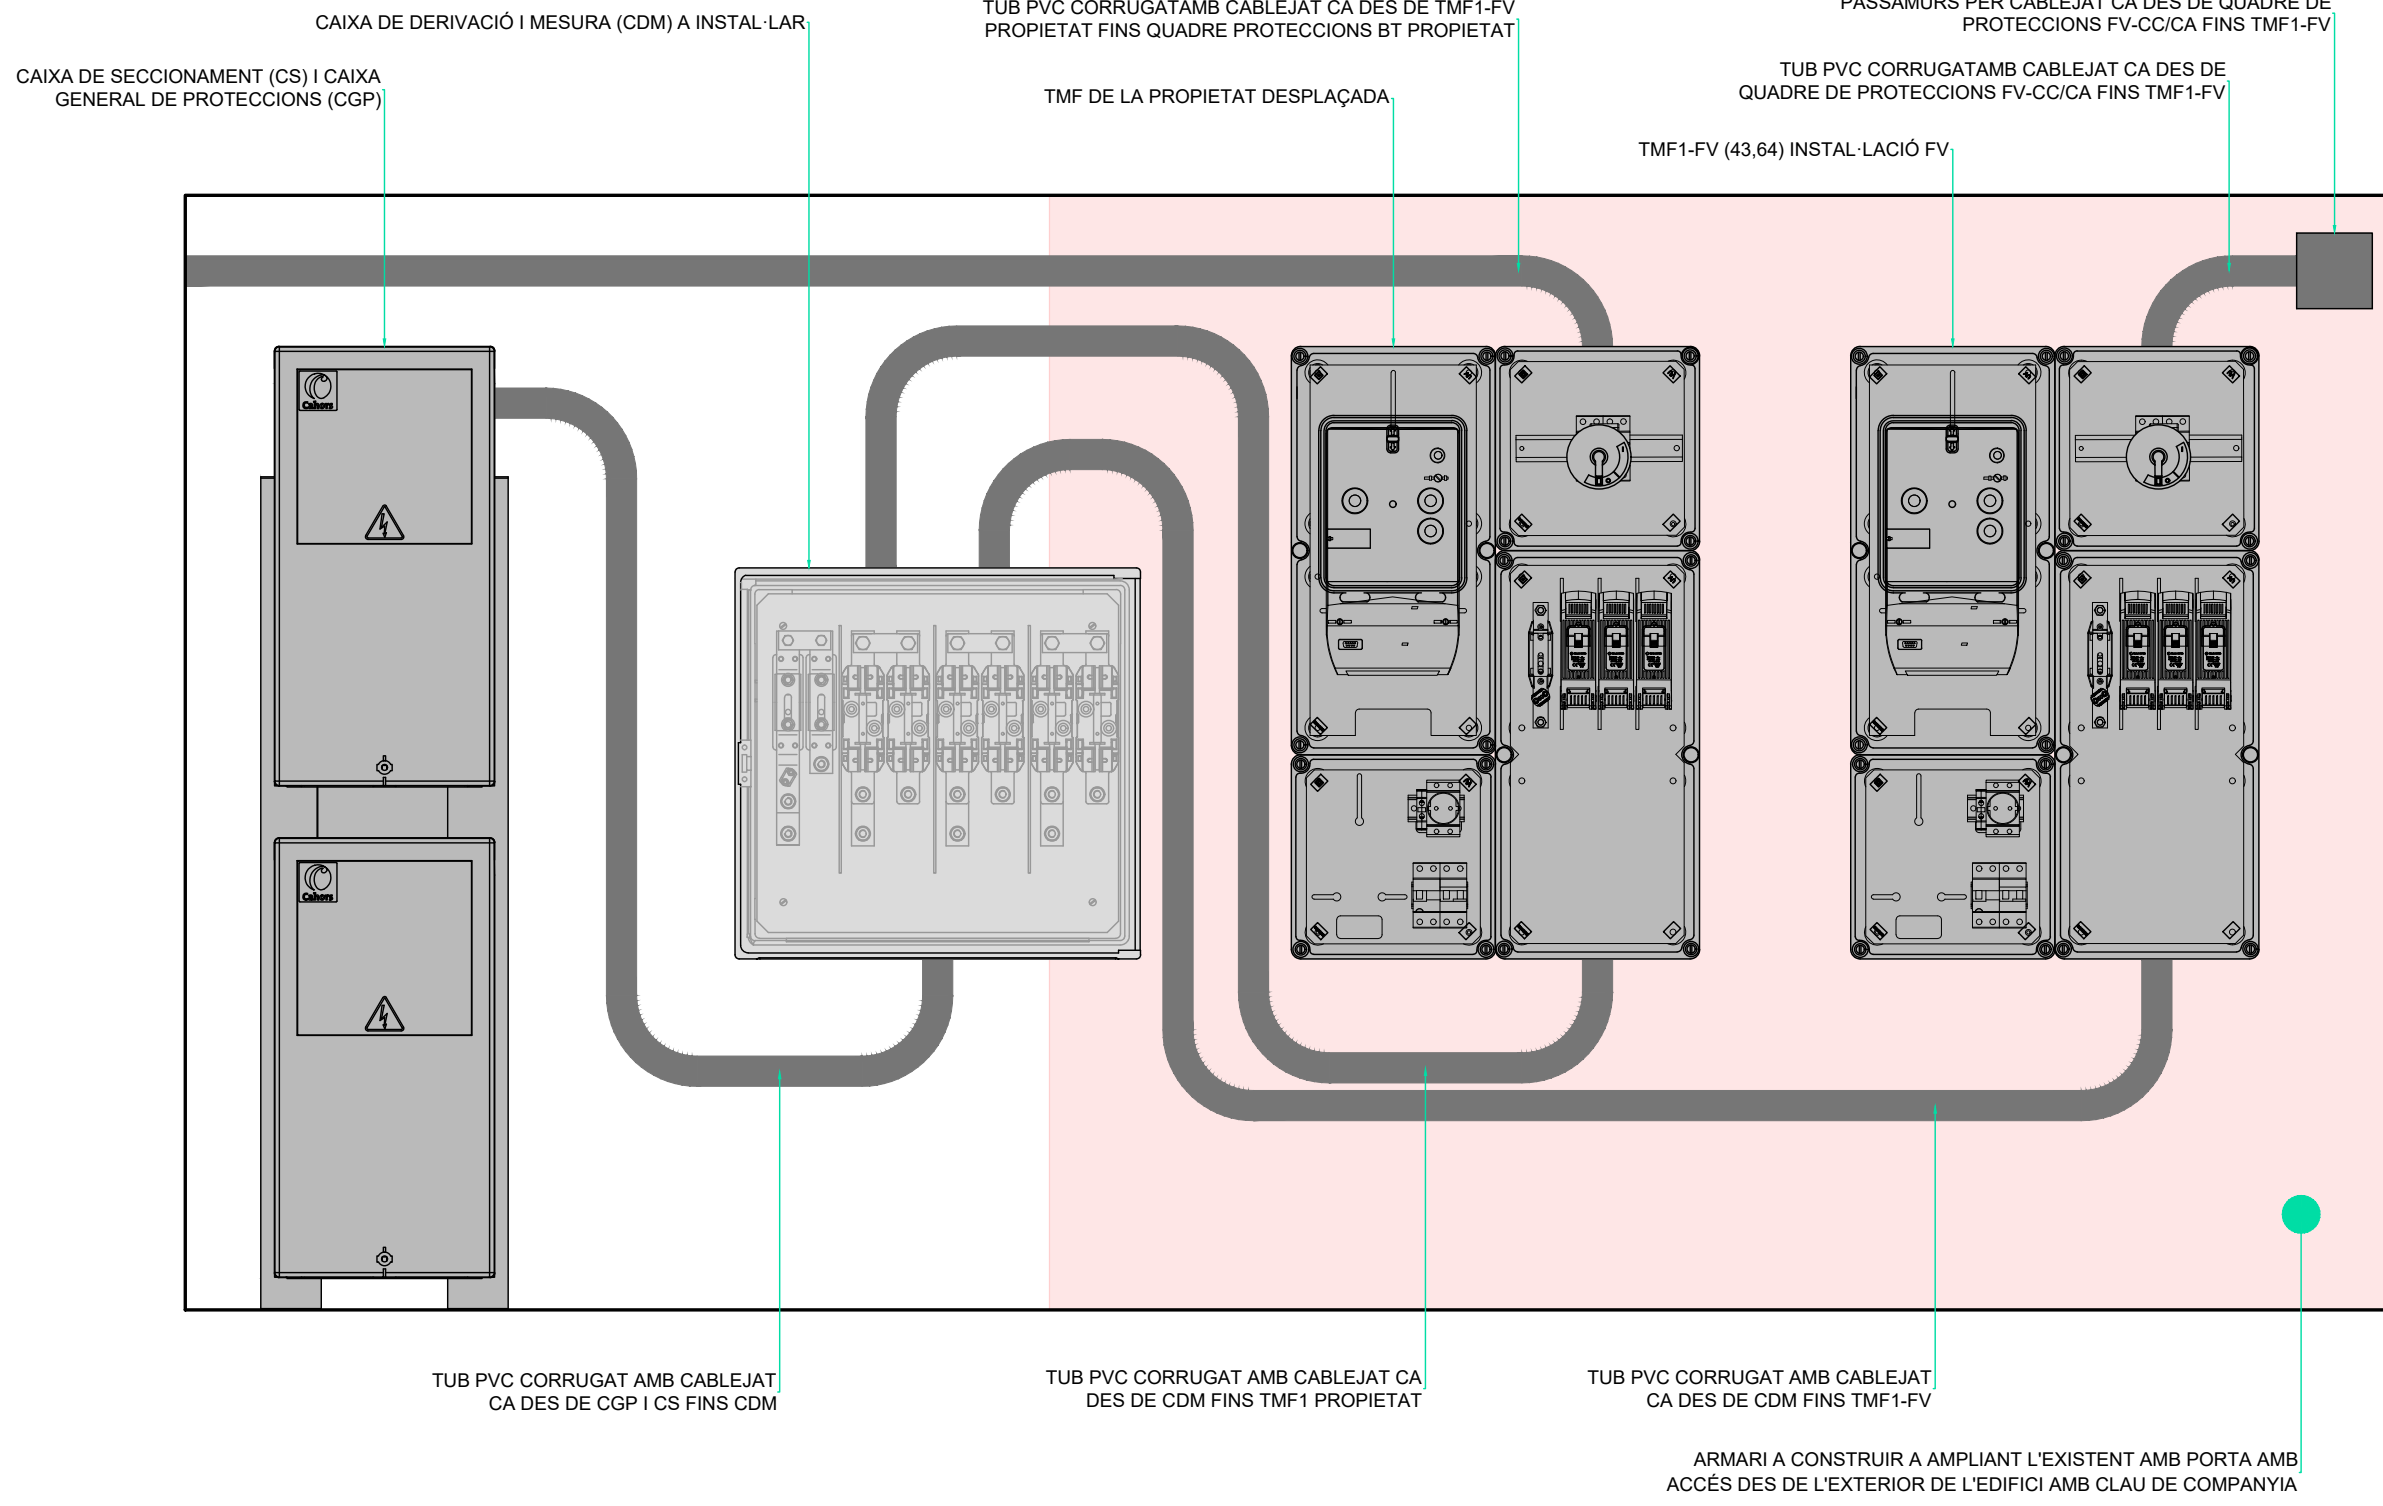 TUB PVC CORRUGATAMB CABLEJAT CA DES DE TMF1-FV
PROPIETAT FINS QUADRE PROTECCIONS BT PROPIETAT
PASSAMURS PER CABLEJAT CA DES DE QUADRE DE
PROTECCIONS FV-CC/CA FINS TMF1-FV
CAIXA DE DERIVACIÓ I MESURA (CDM) A INSTAL·LAR
CAIXA DE SECCIONAMENT (CS) I CAIXA
GENERAL DE PROTECCIONS (CGP)
TMF DE LA PROPIETAT DESPLAÇADA
TUB PVC CORRUGATAMB CABLEJAT CA DES DE
QUADRE DE PROTECCIONS FV-CC/CA FINS TMF1-FV
TMF1-FV (43,64) INSTAL·LACIÓ FV
Cahors
Cahors
TUB PVC CORRUGAT AMB CABLEJAT
CA DES DE CGP I CS FINS CDM
TUB PVC CORRUGAT AMB CABLEJAT CA
DES DE CDM FINS TMF1 PROPIETAT
TUB PVC CORRUGAT AMB CABLEJAT
CA DES DE CDM FINS TMF1-FV
ARMARI A CONSTRUIR A AMPLIANT L'EXISTENT AMB PORTA AMB
ACCÉS DES DE L'EXTERIOR DE L'EDIFICI AMB CLAU DE COMPANYIA